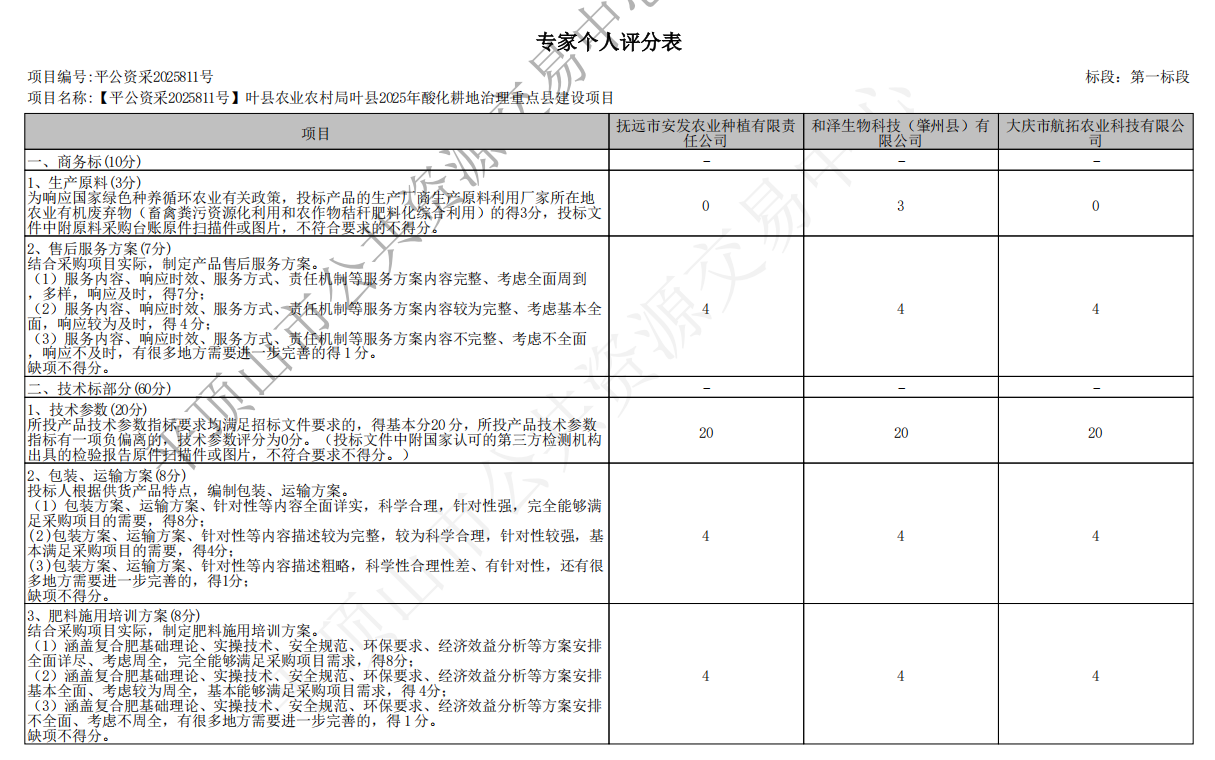 专家个人评分表
项目编号:平公资采2025811号
标段：第一标段
项目名称:【平公资采2025811号】叶县农业农村局叶县2025年酸化耕地治理重点县建设项目
项目
抚远市安发农业种植有限责
任公司
和泽生物科技（肇州县）有
限公司
大庆市航拓农业科技有限公
司
一、商务标(10分)
－
－
－
1、生产原料(3分)
为响应国家绿色种养循环农业有关政策，投标产品的生产厂商生产原料利用厂家所在地
农业有机废弃物（畜禽粪污资源化利用和农作物秸秆肥料化综合利用）的得3分，投标文
件中附原料采购台账原件扫描件或图片，不符合要求的不得分。
0
3
0
2、售后服务方案(7分)
结合采购项目实际，制定产品售后服务方案。
（1）服务内容、响应时效、服务方式、责任机制等服务方案内容完整、考虑全面周到
，多样，响应及时，得7分；
（2）服务内容、响应时效、服务方式、责任机制等服务方案内容较为完整、考虑基本全
面，响应较为及时，得 4 分；
（3）服务内容、响应时效、服务方式、责任机制等服务方案内容不完整、考虑不全面
，响应不及时，有很多地方需要进一步完善的得 1 分。
缺项不得分。
4
4
4
二、技术标部分(60分)
－
－
－
1、技术参数(20分)
所投产品技术参数指标要求均满足招标文件要求的，得基本分20 分，所投产品技术参数
指标有一项负偏离的，技术参数评分为0分。（投标文件中附国家认可的第三方检测机构
出具的检验报告原件扫描件或图片，不符合要求不得分。）
20
20
20
2、包装、运输方案(8分)
投标人根据供货产品特点，编制包装、运输方案。
（1）包装方案、运输方案、针对性等内容全面详实，科学合理，针对性强，完全能够满
足采购项目的需要，得8分；
(2)包装方案、运输方案、针对性等内容描述较为完整，较为科学合理，针对性较强，基
本满足采购项目的需要，得4分；
(3)包装方案、运输方案、针对性等内容描述粗略，科学性合理性差、有针对性，还有很
多地方需要进一步完善的，得1分；
缺项不得分。
4
4
4
3、肥料施用培训方案(8分)
结合采购项目实际，制定肥料施用培训方案。
（1）涵盖复合肥基础理论、实操技术、安全规范、环保要求、经济效益分析等方案安排
全面详尽、考虑周全，完全能够满足采购项目需求，得8分；
（2）涵盖复合肥基础理论、实操技术、安全规范、环保要求、经济效益分析等方案安排
基本全面、考虑较为周全，基本能够满足采购项目需求，得 4分；
（3）涵盖复合肥基础理论、实操技术、安全规范、环保要求、经济效益分析等方案安排
不全面、考虑不周全，有很多地方需要进一步完善的，得 1 分。
缺项不得分。
4
4
4
平顶山市公共资源交易中心
平顶山市公共资源交易中心